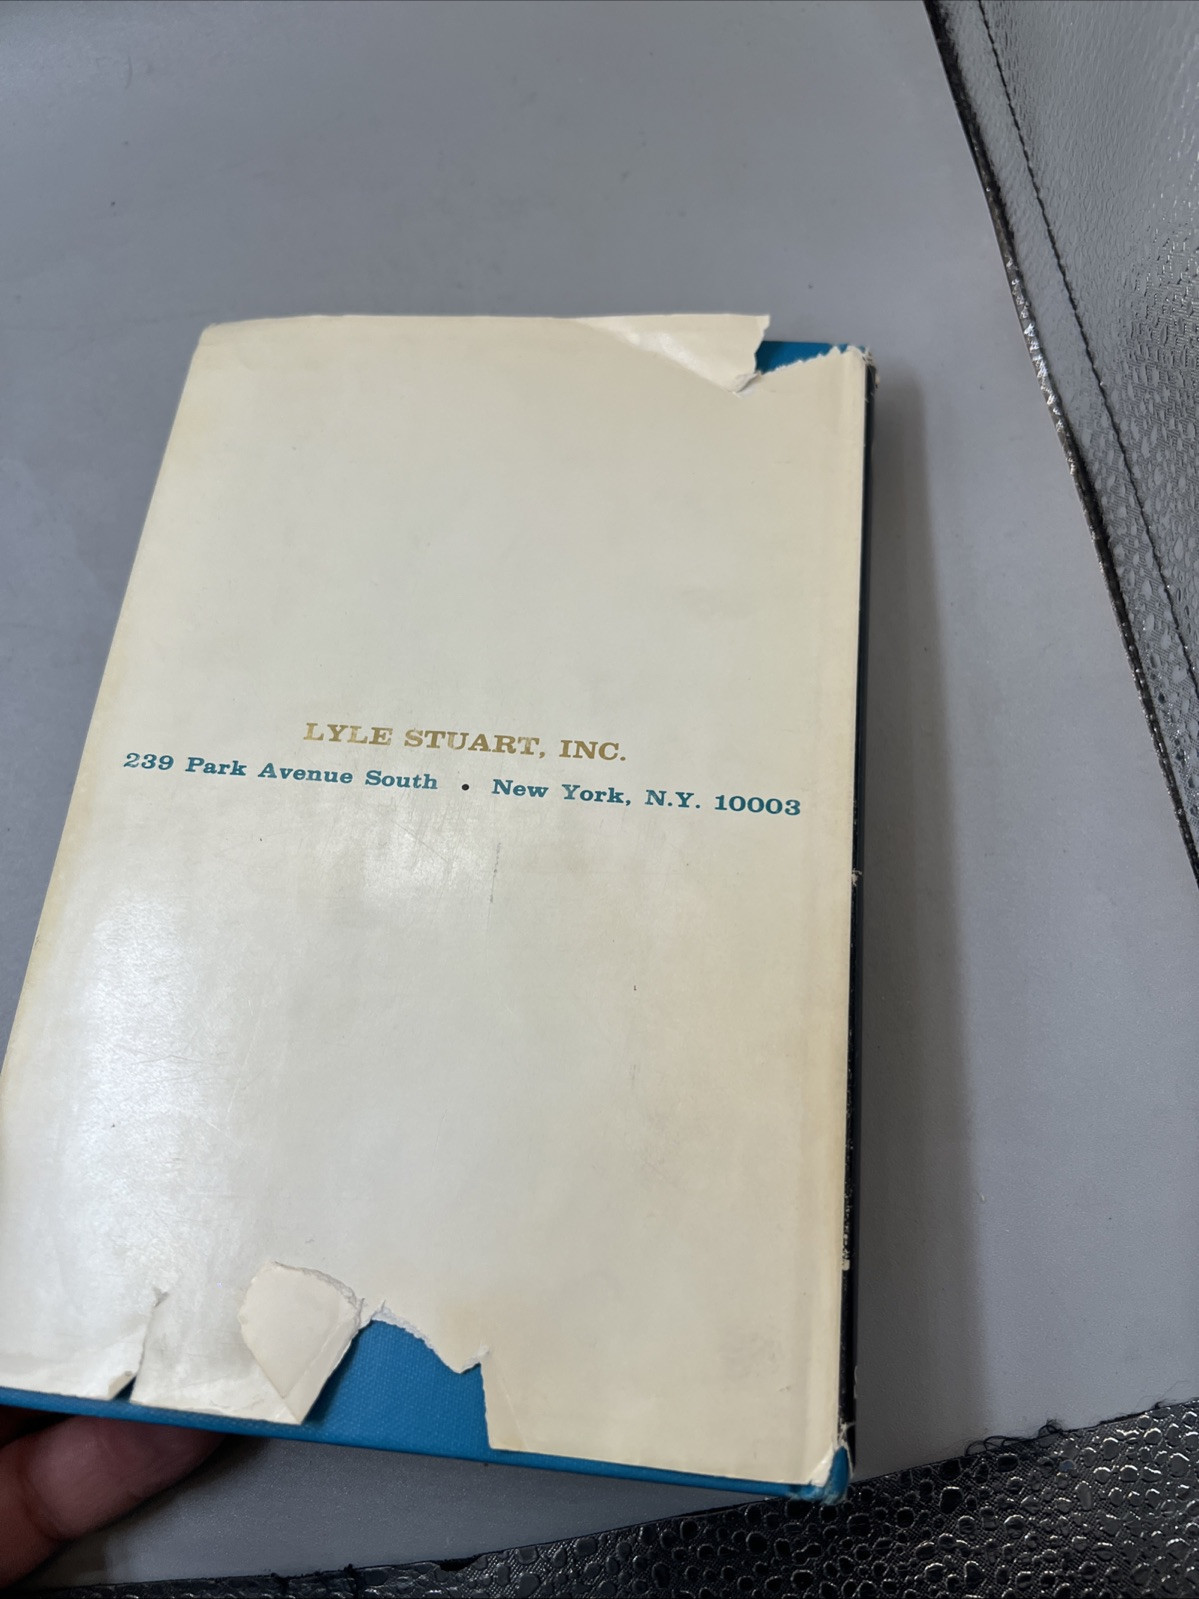 LYLE STUART, INC.
239 Park Avenue South • New York, N.Y. 10003